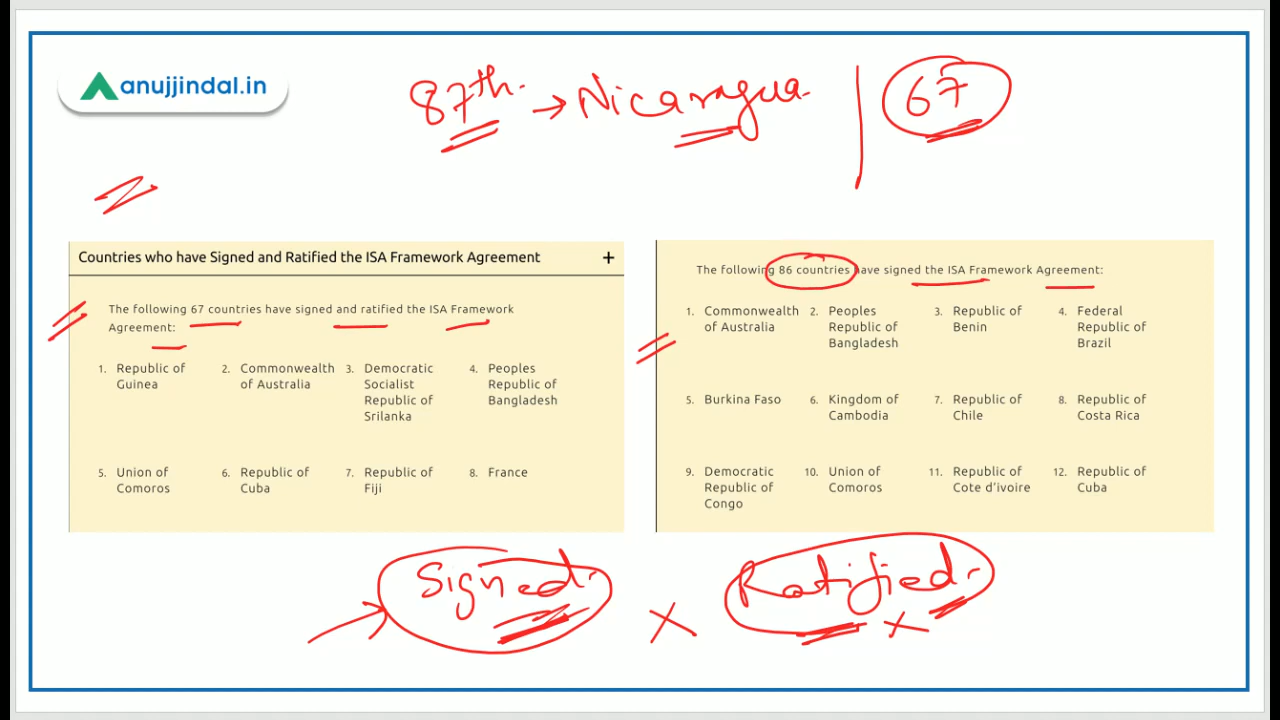 anujjindal.in
87th. → Nicaragua. | 67
Countries who have Signed and Ratified the ISA Framework Agreement +
The following 67 countries have signed and ratified the ISA Framework
Agreement:
1. Republic of
Guinea
2. Commonwealth
of Australia
3. Democratic
Socialist
Republic of
Srilanka
4. Peoples
Republic of
Bangladesh
5. Union of
Comoros
6. Republic of
Cuba
7. Republic of
Fiji
8. France
The following 86 countries have signed the ISA Framework Agreement:
1. Commonwealth
of Australia
2. Peoples
Republic of
Bangladesh
3. Republic of
Benin
4. Federal
Republic of
Brazil
5. Burkina Faso
6. Kingdom of
Cambodia
7. Republic of
Chile
8. Republic of
Costa Rica
9. Democratic
Republic of
Congo
10. Union of
Comoros
11. Republic of
Cote d'ivoire
12. Republic of
Cuba
Signed. x Ratified. x